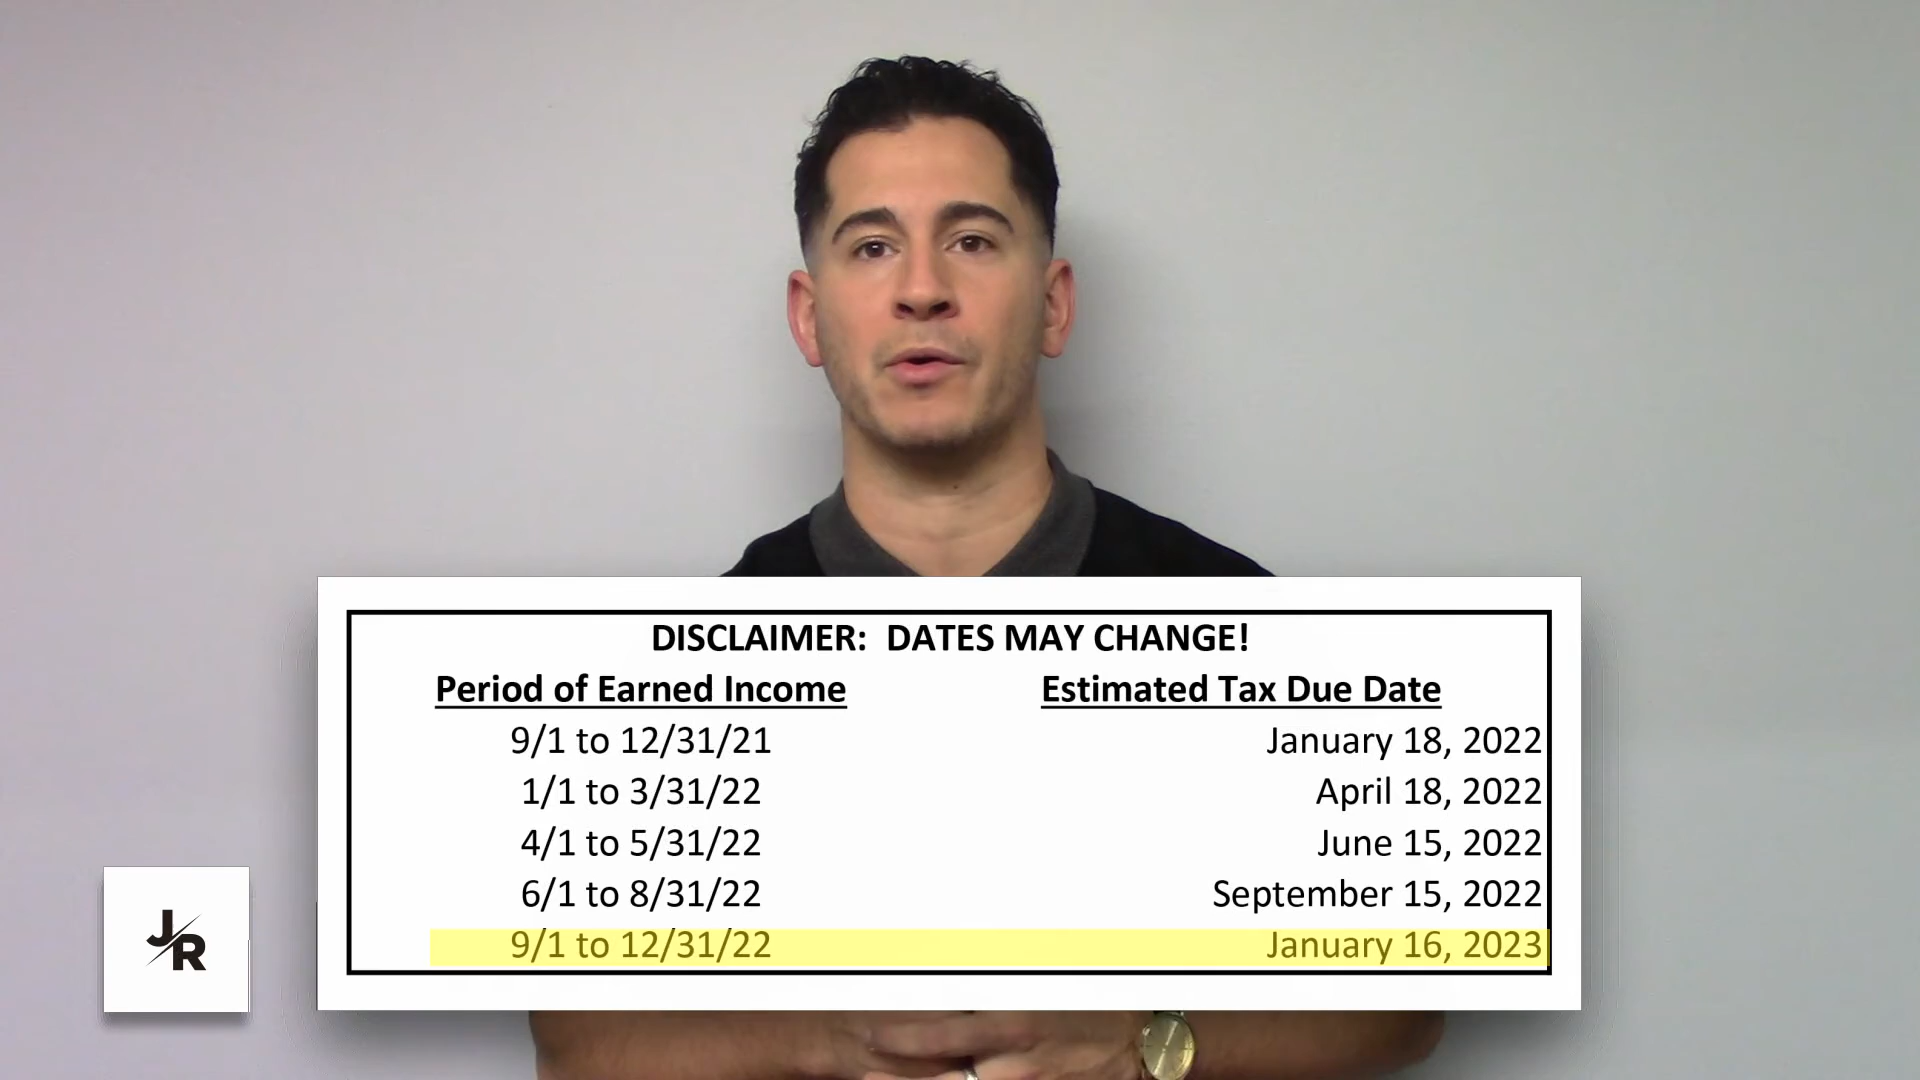 DISCLAIMER: DATES MAY CHANGE!
Period of Earned Income Estimated Tax Due Date
9/1 to 12/31/21 January 18, 2022
1/1 to 3/31/22 April 18, 2022
4/1 to 5/31/22 June 15, 2022
6/1 to 8/31/22 September 15, 2022
9/1 to 12/31/22 January 16, 2023
J/R